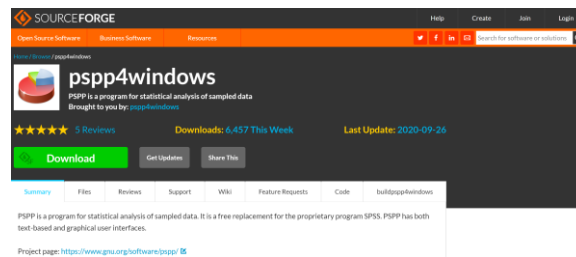 SOURCEFORGE
Help Create Join Login
Open Source Software Business Software Resources
Search for software or solutions
Home / Browse / pspp4windows
pspp4windows
PSPP is a program for statistical analysis of sampled data
Brought to you by: pspp4windows
5 Reviews Downloads: 6,457 This Week Last Update: 2020-09-26
Download Get Updates Share This
Summary Files Reviews Support Wiki Feature Requests Code buildpspp4windows
PSPP is a program for statistical analysis of sampled data. It is a free replacement for the proprietary program SPSS. PSPP has both
text-based and graphical user interfaces.
Project page: https://www.gnu.org/software/pspp/